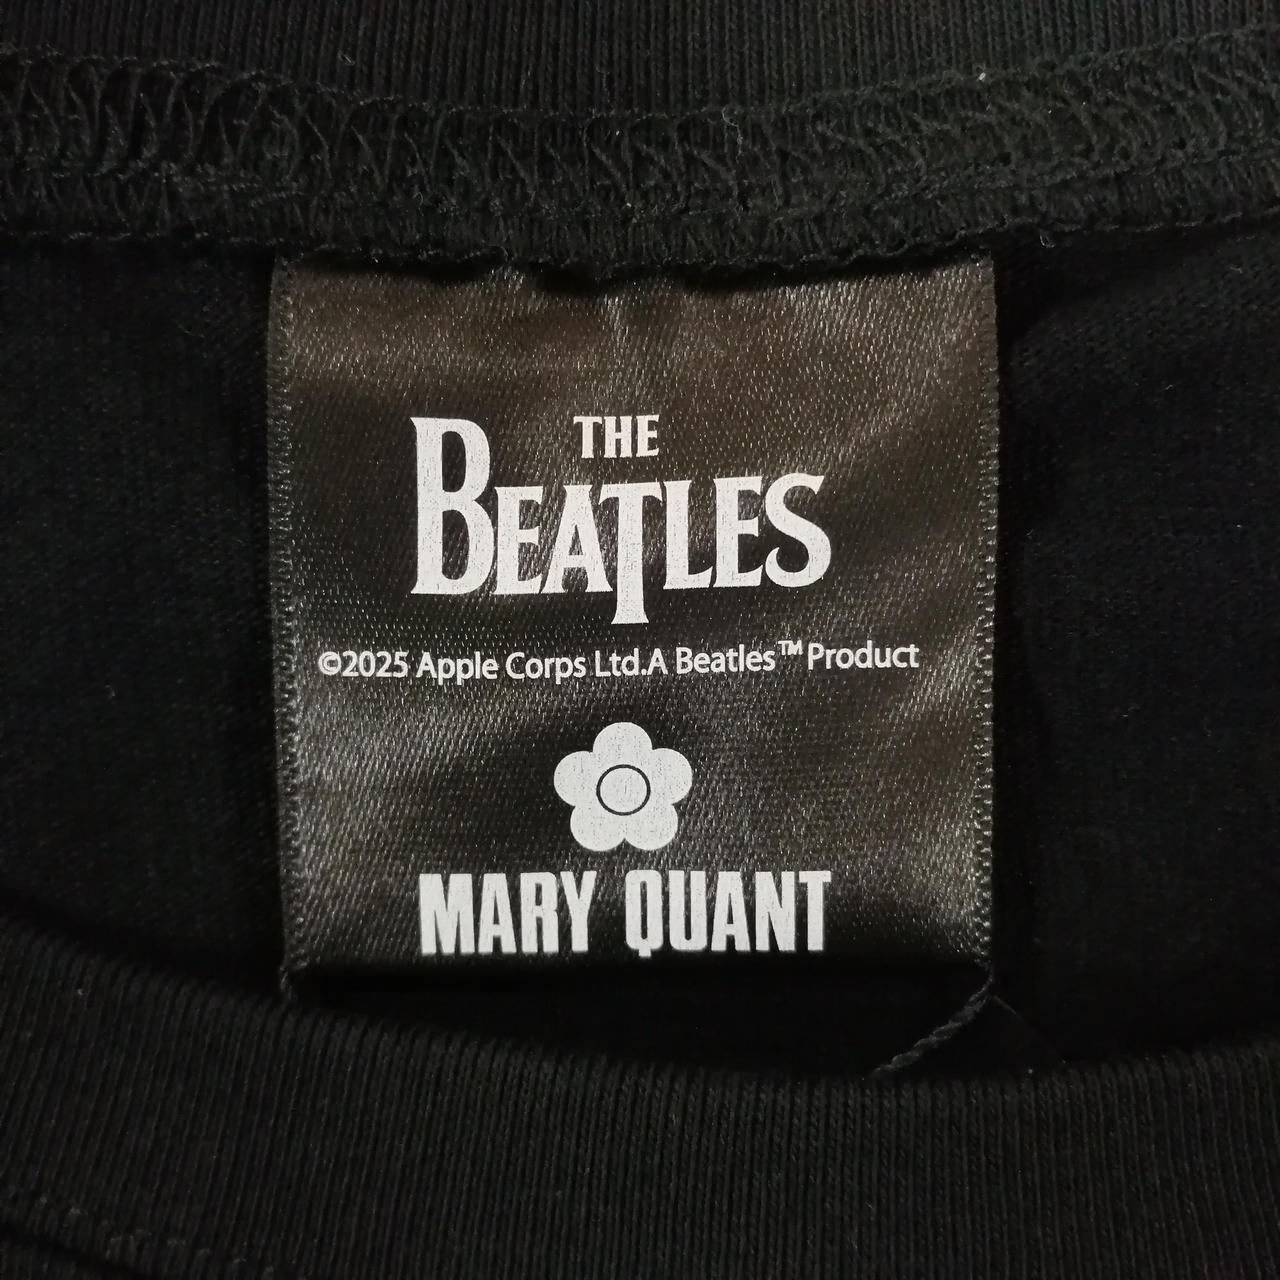 THE
BEATLES
©2025 Apple Corps Ltd.A Beatles™ Product
MARY QUANT